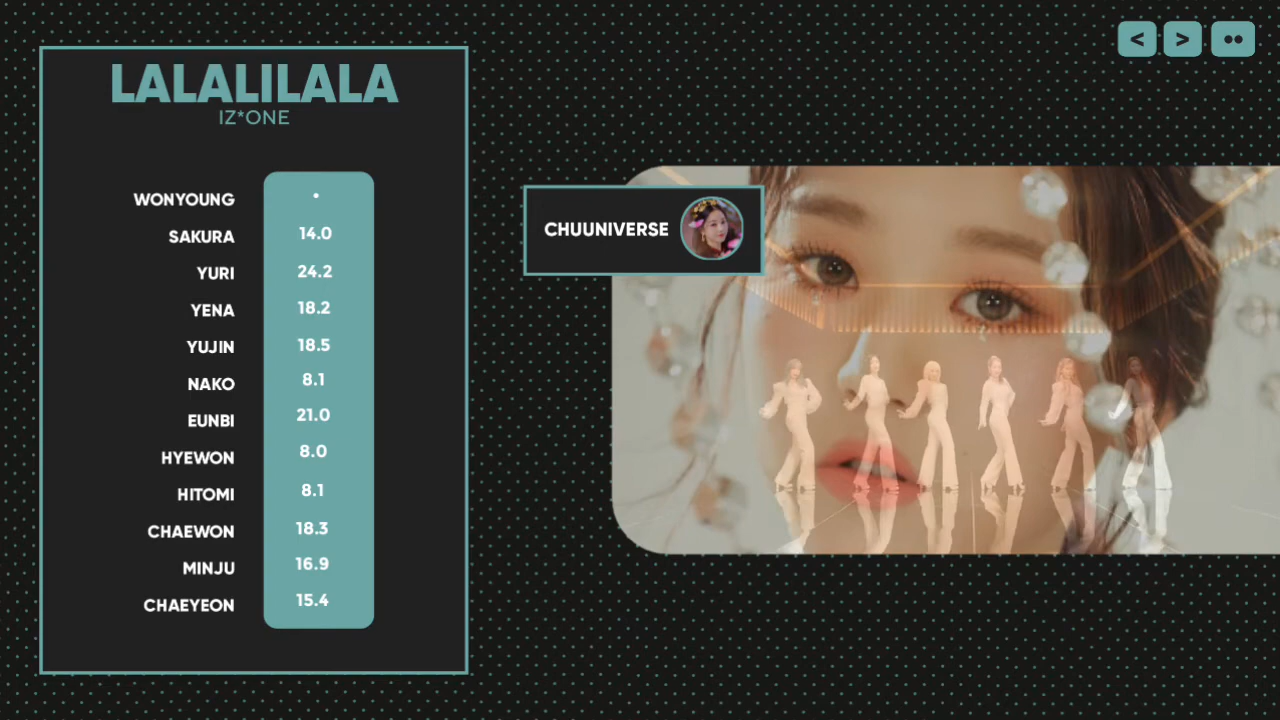 < > ••
LALALILALA
IZ*ONE
WONYOUNG •
SAKURA 14.0
YURI 24.2
YENA 18.2
YUJIN 18.5
NAKO 8.1
EUNBI 21.0
HYEWON 8.0
HITOMI 8.1
CHAEWON 18.3
MINJU 16.9
CHAEYEON 15.4
CHUUNIVERSE